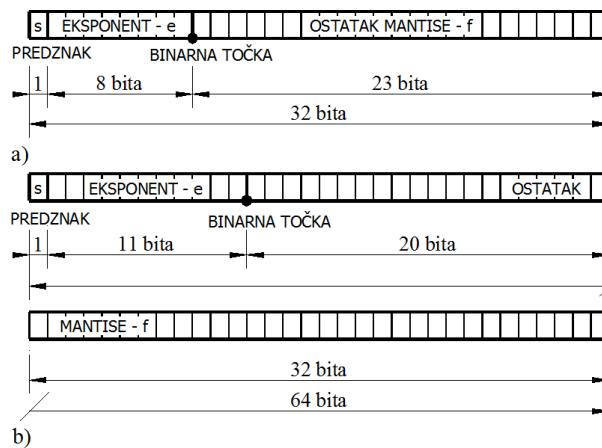 s EKSPONENT - e OSTATAK MANTISE - f
PREDZNAK BINARNA TOČKA
1 8 bita 23 bita
32 bita
a)
s EKSPONENT - e OSTATAK
PREDZNAK BINARNA TOČKA
1 11 bita 20 bita
MANTISE - f
32 bita
64 bita
b)